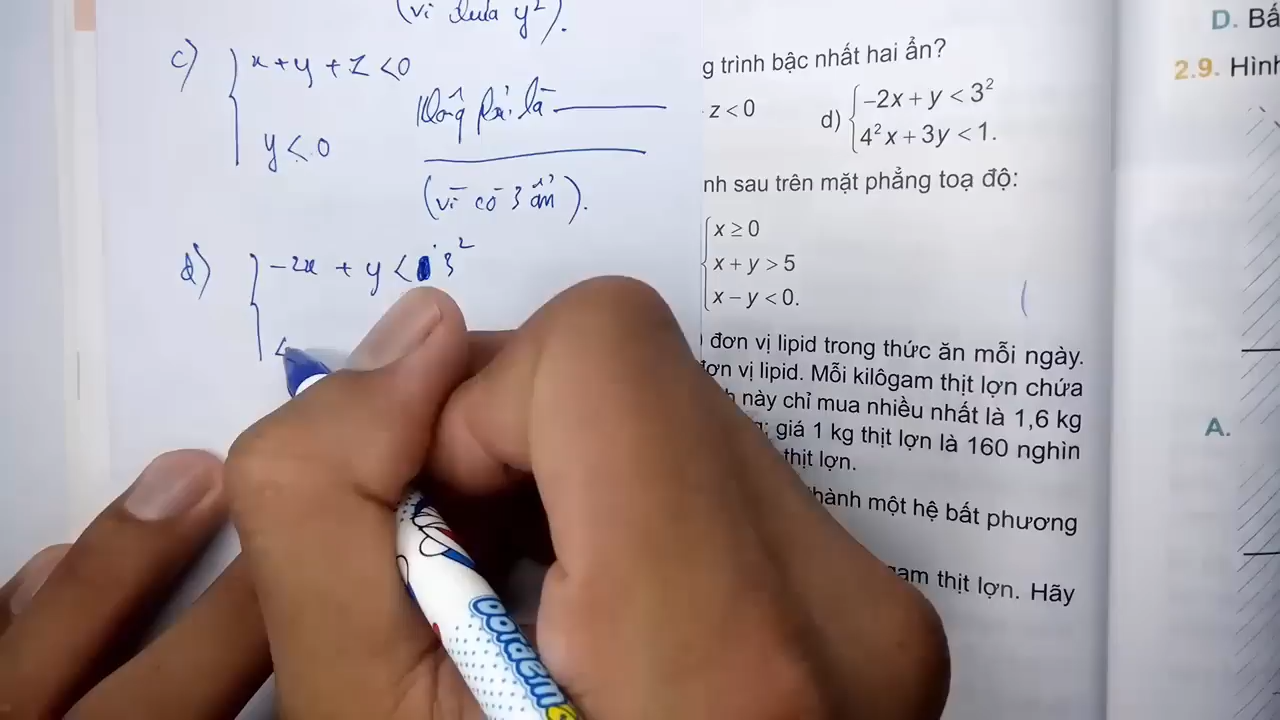 (vì chứa y²).
c) { x + y + z < 0
y < 0
Không phải là
(vì có 3 ẩn).
d) { -2x + y < 3²
4
g trình bậc nhất hai ẩn?
z < 0
d) { -2x + y < 3²
4²x + 3y < 1.
nh sau trên mặt phẳng toạ độ:
{ x ≥ 0
x + y > 5
x - y < 0.
đơn vị lipid trong thức ăn mỗi ngày.
đơn vị lipid. Mỗi kilôgam thịt lợn chứa
này chỉ mua nhiều nhất là 1,6 kg
giá 1 kg thịt lợn là 160 nghìn
thịt lợn.
thành một hệ bất phương
gam thịt lợn. Hãy
D. Bấ
2.9. Hình
A.
Doraemo